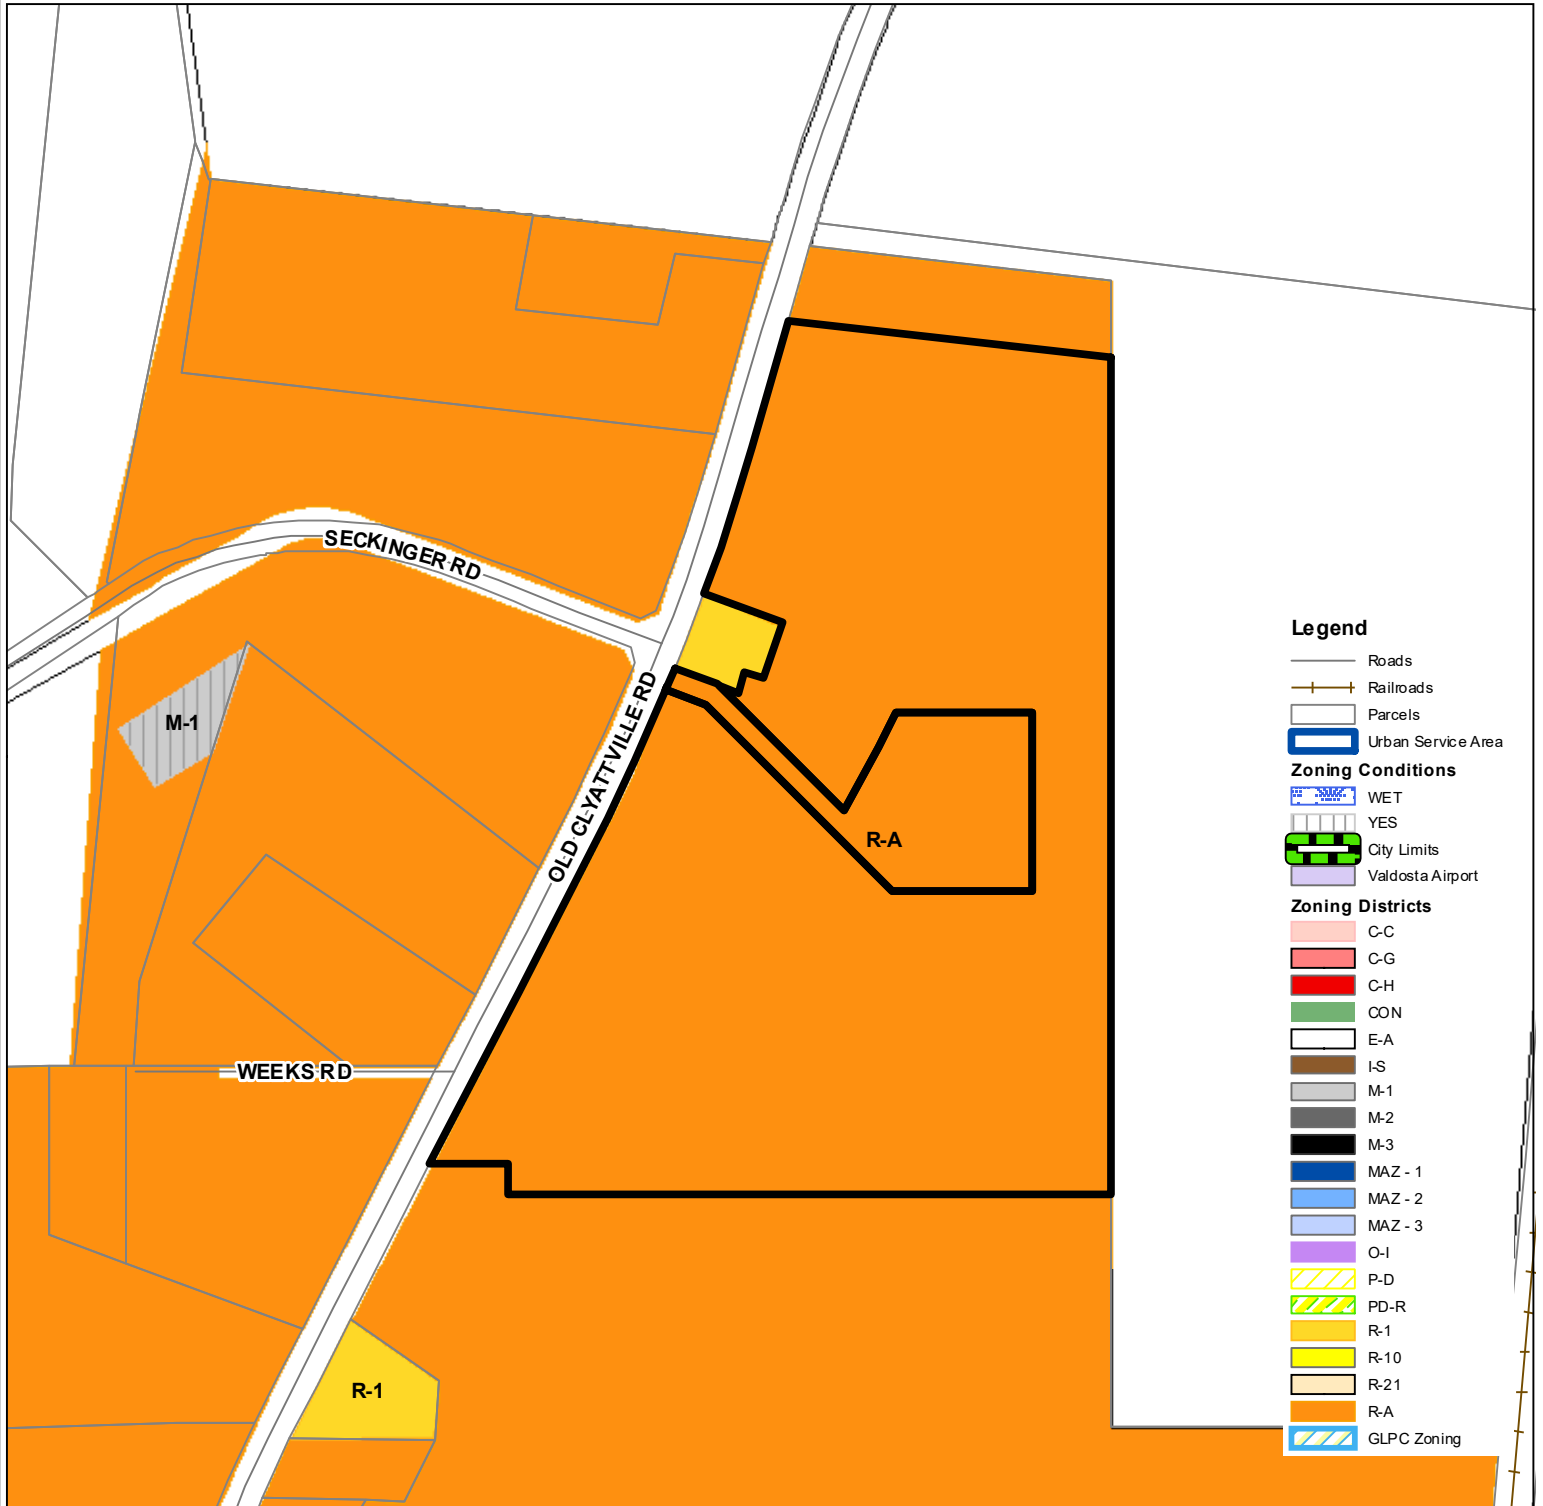 SECKINGER RD
Legend
Roads
OLD CLYATTVILLE RD
Railroads
M-1
Parcels
Urban Service Area
Zoning Conditions
WET
YES
R-A
City Limits
Valdosta Airport
Zoning Districts
C-C
C-G
C-H
CON
E-A
I-S
WEEKS RD
M-1
M-2
M-3
MAZ - 1
MAZ - 2
MAZ - 3
O-I
P-D
PD-R
R-1
R-10
R-21
R-1
R-A
GLPC Zoning